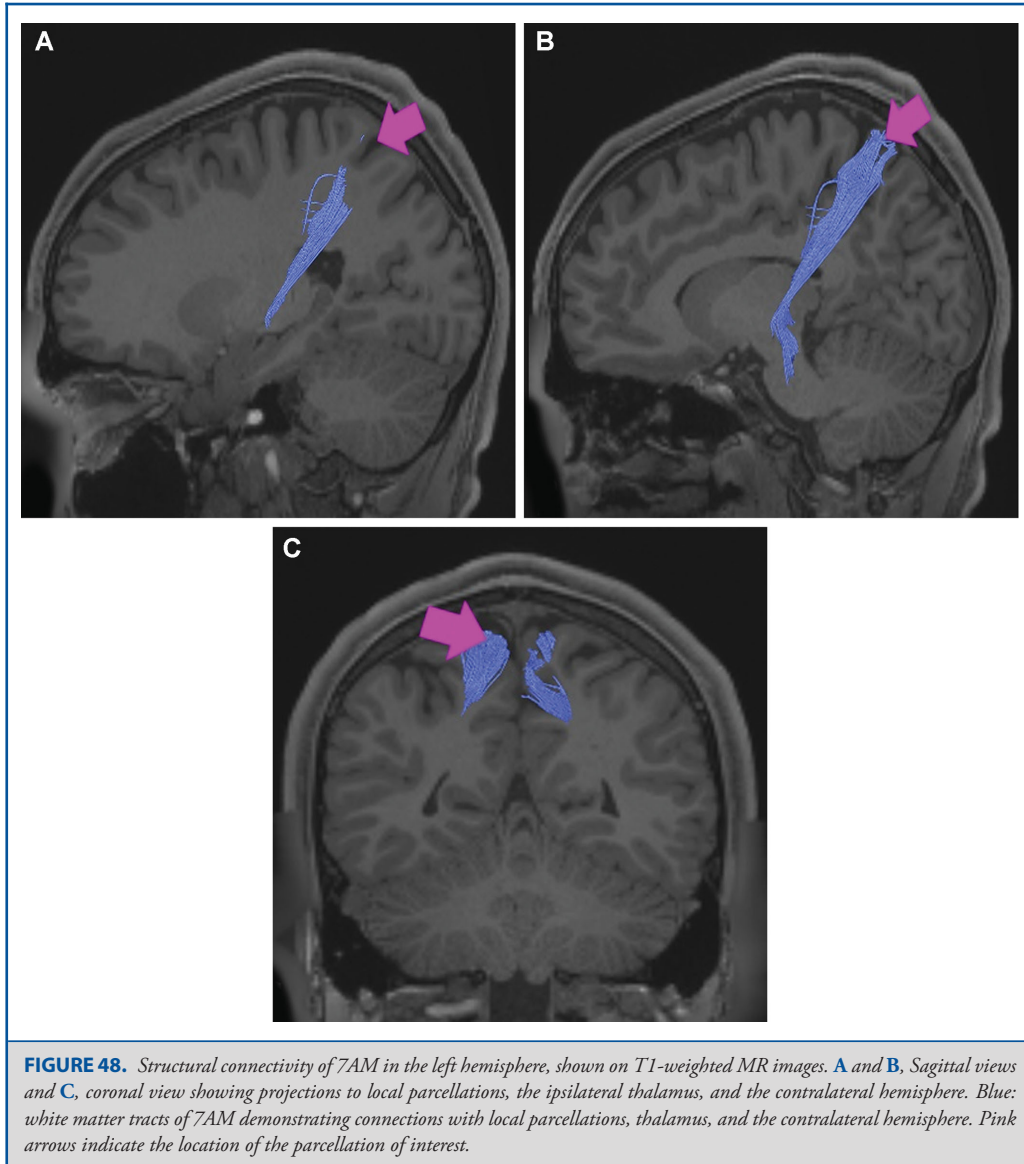 A
B
C
FIGURE 48. Structural connectivity of 7AM in the left hemisphere, shown on T1-weighted MR images. A and B, Sagittal views
and C, coronal view showing projections to local parcellations, the ipsilateral thalamus, and the contralateral hemisphere. Blue:
white matter tracts of 7AM demonstrating connections with local parcellations, thalamus, and the contralateral hemisphere. Pink
arrows indicate the location of the parcellation of interest.